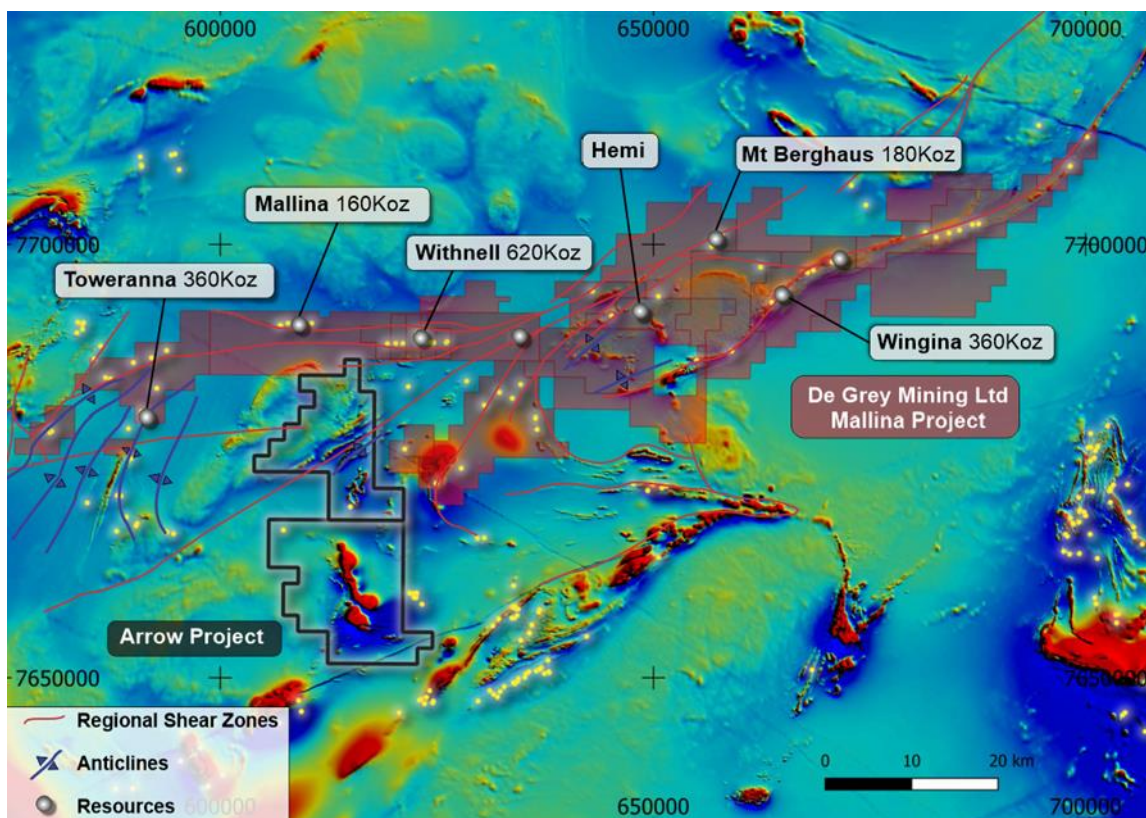 600000
650000
700000
Hemi
Mt Berghaus 180Koz
Mallina 160Koz
7700000
7700000
Withnell 620Koz
Toweranna
360Koz
Wingina 360Koz
De Grey Mining Ltd
Mallina Project
Arrow Project
7650000
7650000
Regional Shear Zones
Anticlines
Resources
0
10
20 km
600000
650000
700000